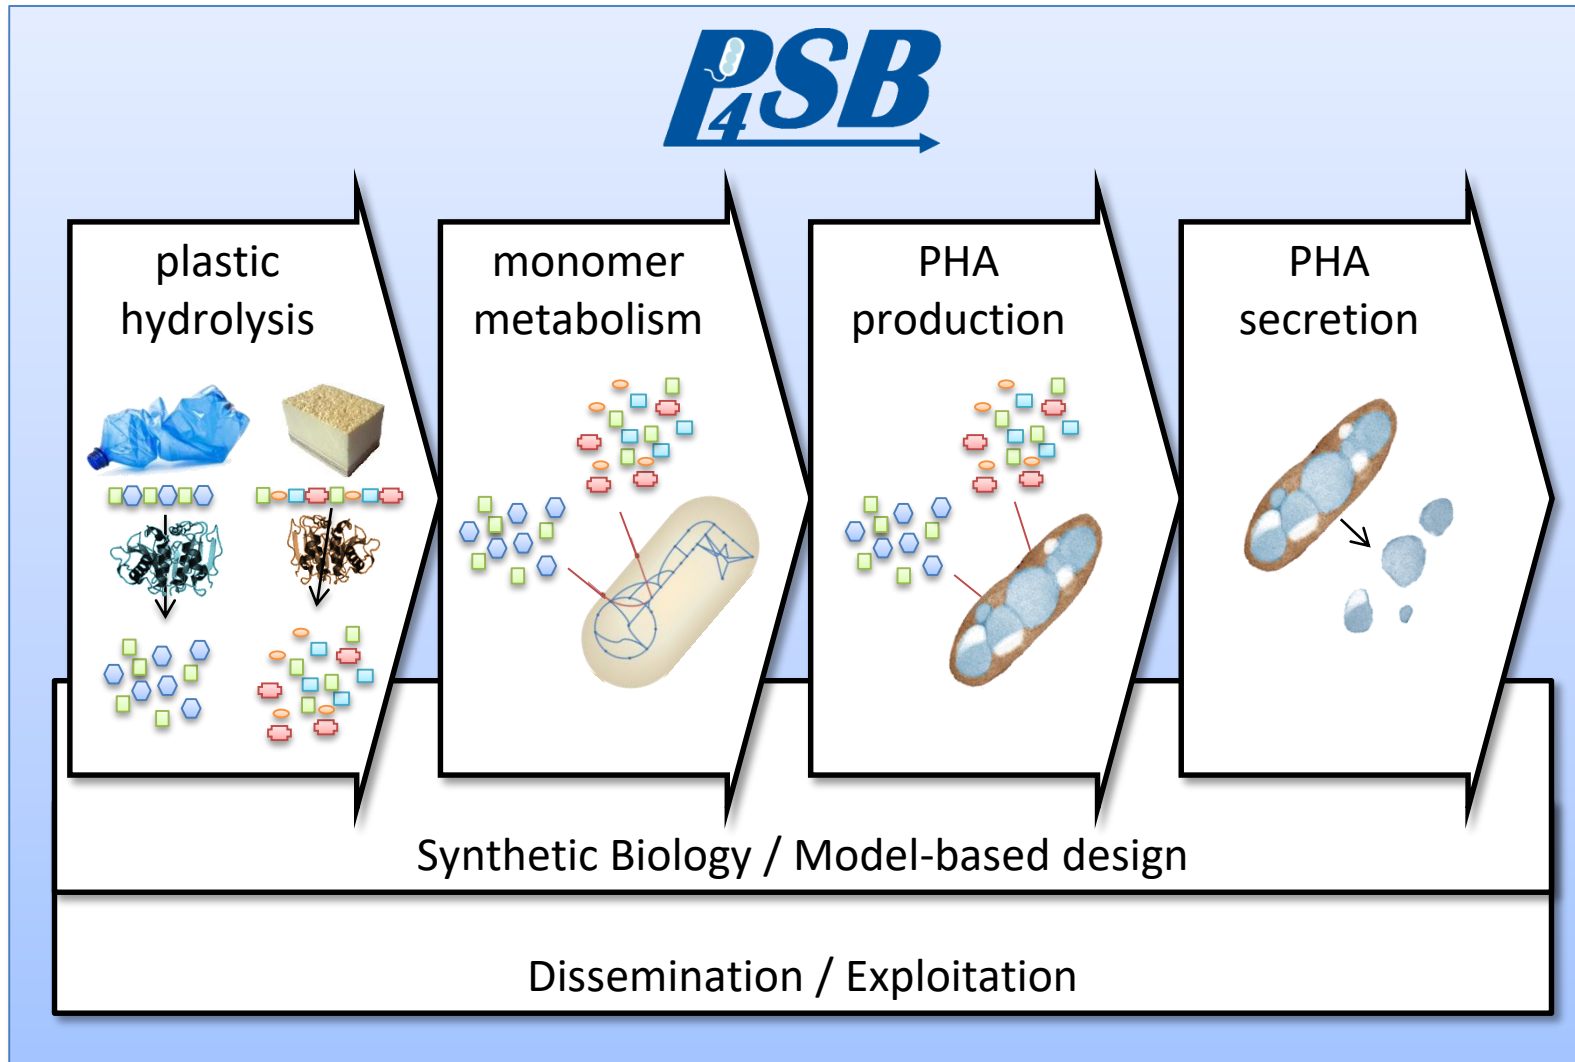 P4SB
plastic
hydrolysis
monomer
metabolism
PHA
production
PHA
secretion
Synthetic Biology / Model-based design
Dissemination / Exploitation